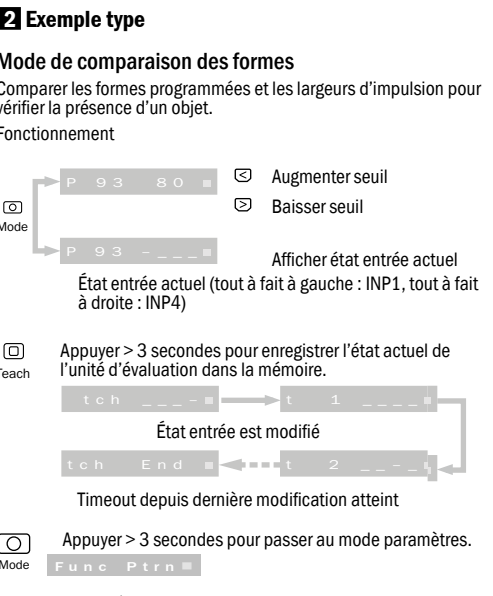 2 Exemple type
Mode de comparaison des formes
Comparer les formes programmées et les largeurs d'impulsion pour
vérifier la présence d'un objet.
Fonctionnement
P 93 80
< Augmenter seuil
> Baisser seuil
Mode
P 93 -___
Afficher état entrée actuel
État entrée actuel (tout à fait à gauche : INP1, tout à fait
à droite : INP4)
Teach
Appuyer > 3 secondes pour enregistrer l'état actuel de
l'unité d'évaluation dans la mémoire.
tch ___-
t 1 ____
État entrée est modifié
tch End
t 2 __-_
Timeout depuis dernière modification atteint
Mode
Appuyer > 3 secondes pour passer au mode paramètres.
Func Ptrn